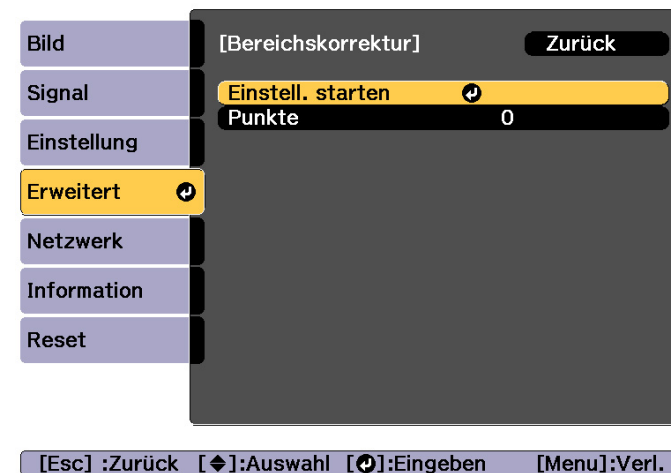 Bild
Signal
Einstellung
Erweitert
Netzwerk
Information
Reset
[Bereichskorrektur] Zurück
Einstell. starten
Punkte 0
[Esc] :Zurück [◆]:Auswahl [↵]:Eingeben [Menu]:Verl.